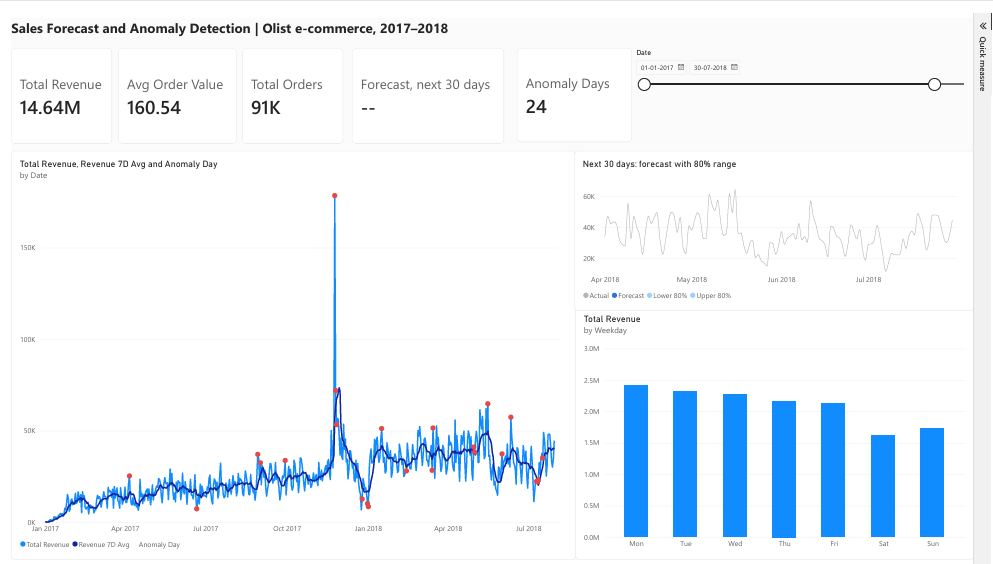 Sales Forecast and Anomaly Detection | Olist e-commerce, 2017–2018
Total Revenue
14.64M
Avg Order Value
160.54
Total Orders
91K
Forecast, next 30 days
--
Anomaly Days
24
Date
01-01-2017
30-07-2018
Quick measure
Total Revenue, Revenue 7D Avg and Anomaly Day
by Date
150K
100K
50K
0K
Jan 2017 Apr 2017 Jul 2017 Oct 2017 Jan 2018 Apr 2018 Jul 2018
Total Revenue Revenue 7D Avg Anomaly Day
Next 30 days: forecast with 80% range
60K
40K
20K
Apr 2018 May 2018 Jun 2018 Jul 2018
Actual Forecast Lower 80% Upper 80%
Total Revenue
by Weekday
3.0M
2.5M
2.0M
1.5M
1.0M
0.5M
0.0M
Mon Tue Wed Thu Fri Sat Sun